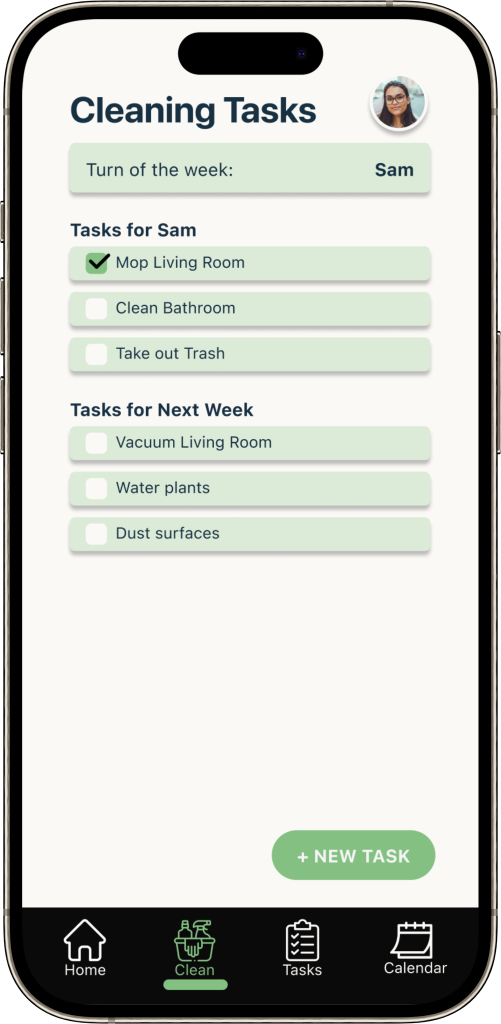 Cleaning Tasks
Turn of the week: Sam
Tasks for Sam
Mop Living Room
Clean Bathroom
Take out Trash
Tasks for Next Week
Vacuum Living Room
Water plants
Dust surfaces
+ NEW TASK
Home Clean Tasks Calendar